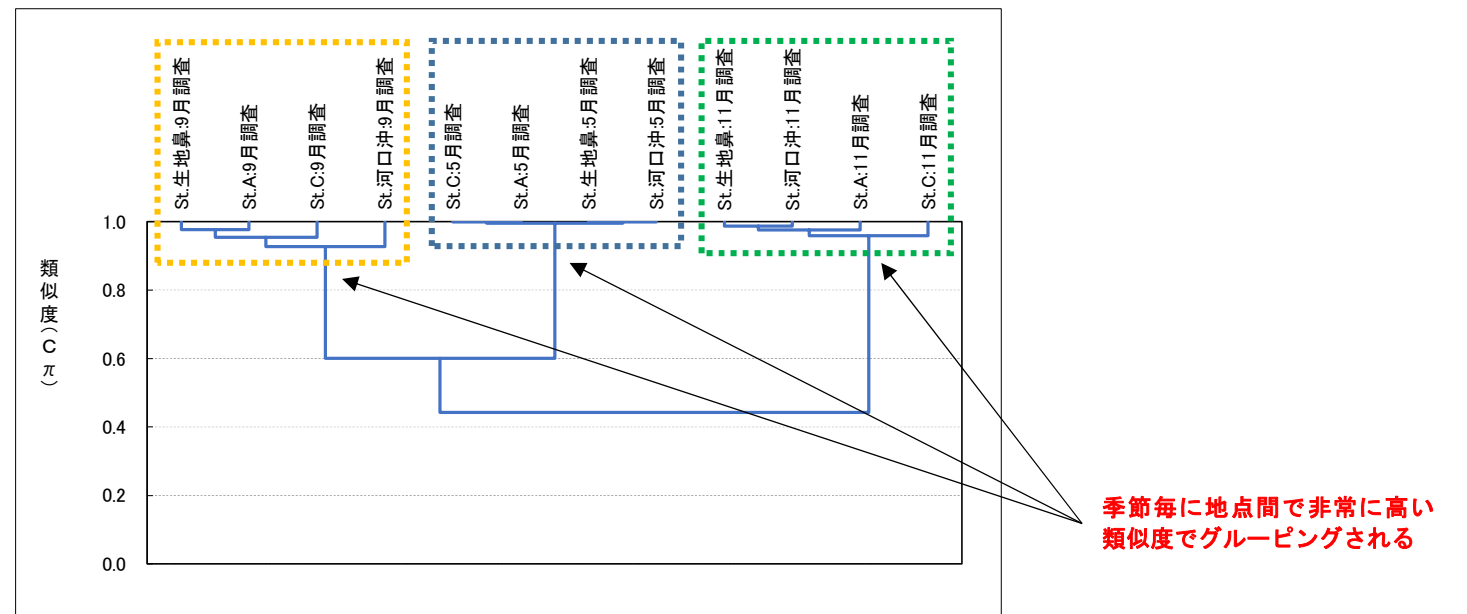 St.生地鼻:9月調査
St.A:9月調査
St.C:9月調査
St.河口沖:9月調査
St.C:5月調査
St.A:5月調査
St.生地鼻:5月調査
St.河口沖:5月調査
St.生地鼻:11月調査
St.河口沖:11月調査
St.A:11月調査
St.C:11月調査
類似度(Cπ)
1.0
0.8
0.6
0.4
0.2
0.0
季節毎に地点間で非常に高い
類似度でグルーピングされる